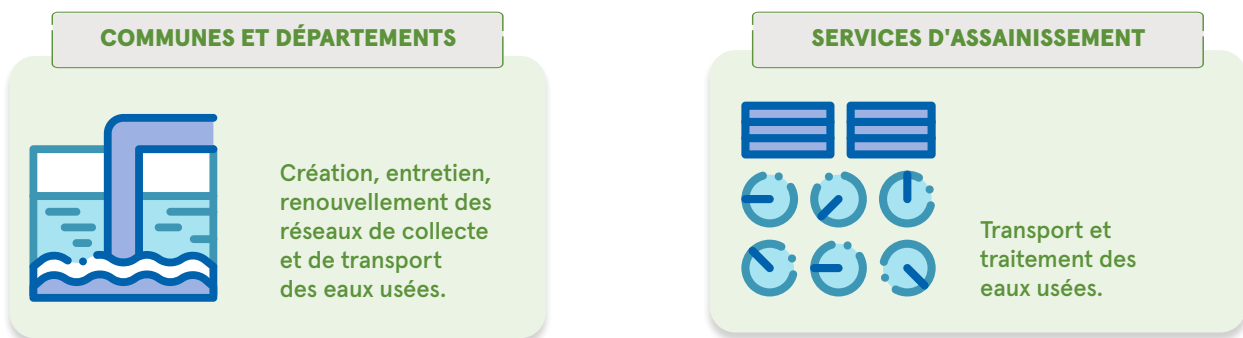 COMMUNES ET DÉPARTEMENTS
Création, entretien,
renouvellement des
réseaux de collecte
et de transport
des eaux usées.
SERVICES D'ASSAINISSEMENT
Transport et
traitement des
eaux usées.